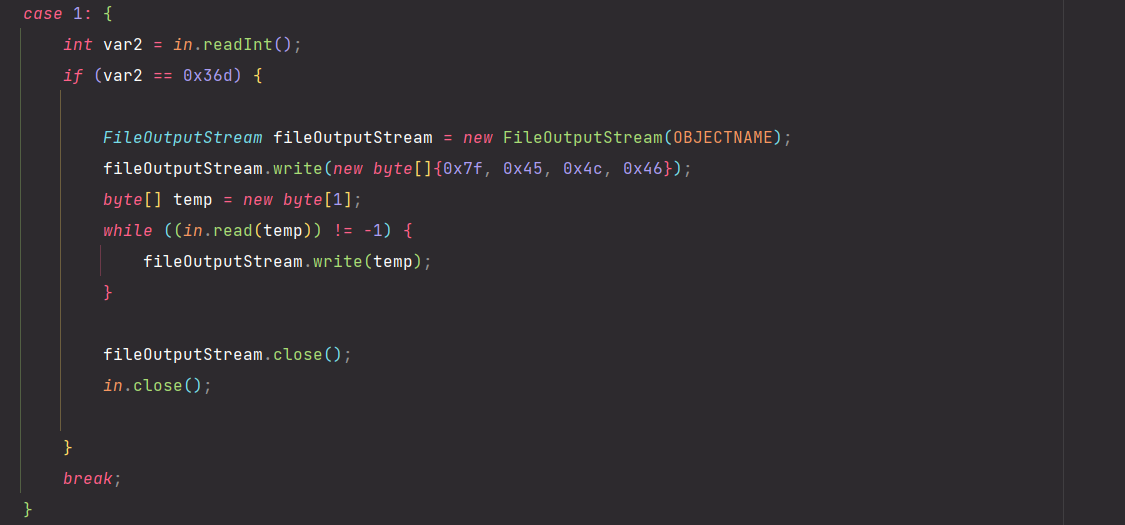 case 1: {
int var2 = in.readInt();
if (var2 == 0x36d) {
FileOutputStream fileOutputStream = new FileOutputStream(OBJECTNAME);
fileOutputStream.write(new byte[]{0x7f, 0x45, 0x4c, 0x46});
byte[] temp = new byte[1];
while ((in.read(temp)) != -1) {
fileOutputStream.write(temp);
}
fileOutputStream.close();
in.close();
}
break;
}